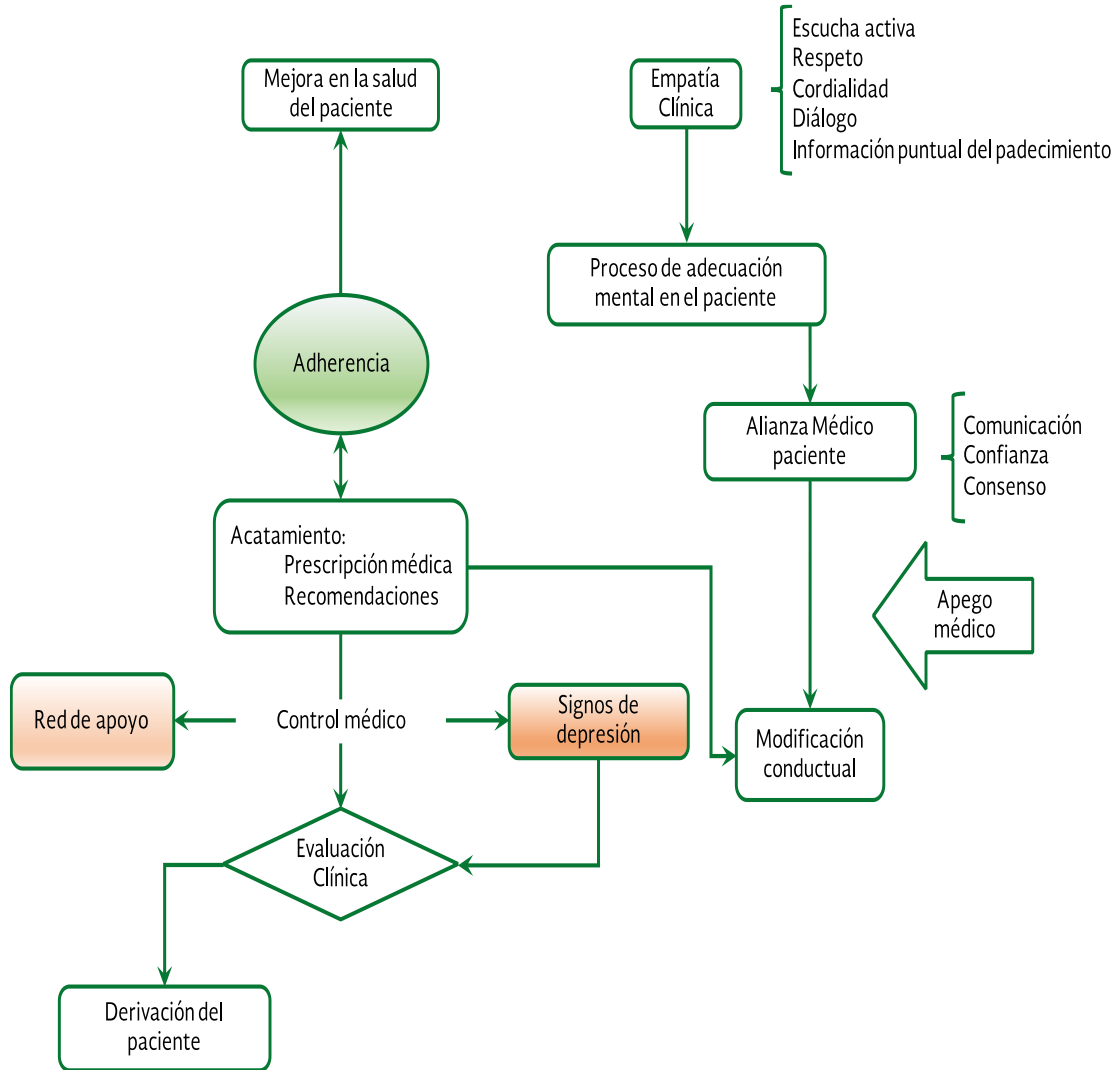 Mejora en la salud
del paciente
Empatía
Clínica
Escucha activa
Respeto
Cordialidad
Diálogo
Información puntual del padecimiento
Proceso de adecuación
mental en el paciente
Adherencia
Alianza Médico
paciente
Comunicación
Confianza
Consenso
Acatamiento:
Prescripción médica
Recomendaciones
Apego
médico
Red de apoyo
Control médico
Signos de
depresión
Modificación
conductual
Evaluación
Clínica
Derivación del
paciente